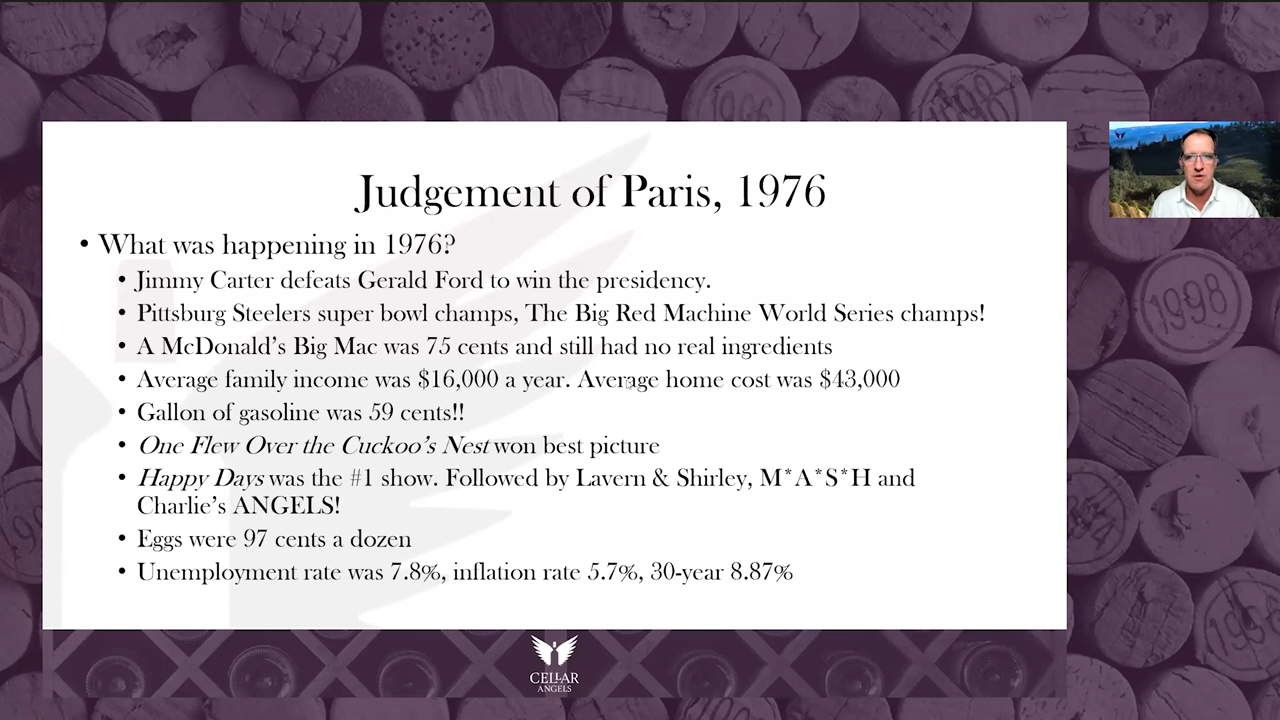 Judgement of Paris, 1976
• What was happening in 1976?
• Jimmy Carter defeats Gerald Ford to win the presidency.
• Pittsburg Steelers super bowl champs, The Big Red Machine World Series champs!
• A McDonald's Big Mac was 75 cents and still had no real ingredients
• Average family income was $16,000 a year. Average home cost was $43,000
• Gallon of gasoline was 59 cents!!
• One Flew Over the Cuckoo's Nest won best picture
• Happy Days was the #1 show. Followed by Lavern & Shirley, M*A*S*H and
Charlie's ANGELS!
• Eggs were 97 cents a dozen
• Unemployment rate was 7.8%, inflation rate 5.7%, 30-year 8.87%
CELLAR
ANGELS
1998